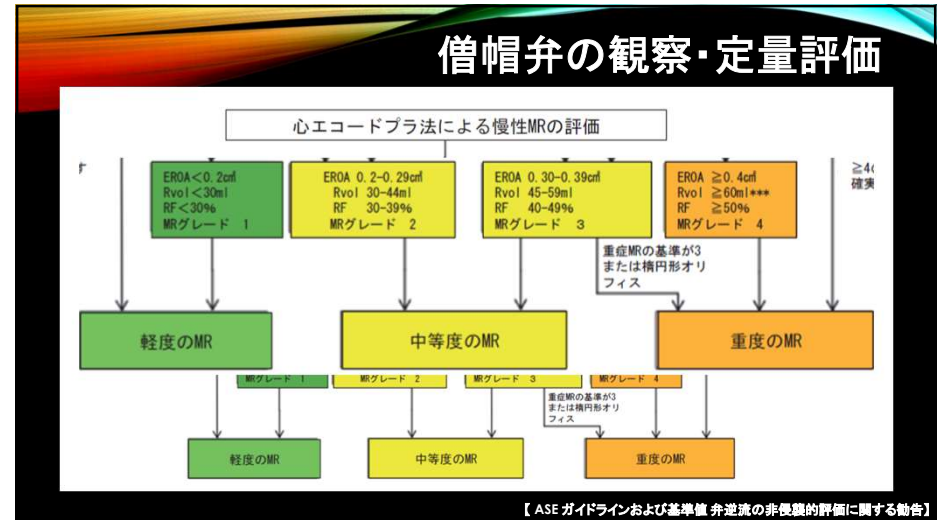 僧帽弁の観察・定量評価
心エコードプラ法による慢性MRの評価
EROA<0.2c㎡
Rvol<30ml
RF<30%
MRグレード 1
EROA 0.2-0.29c㎡
Rvol 30-44ml
RF 30-39%
MRグレード 2
EROA 0.30-0.39c㎡
Rvol 45-59ml
RF 40-49%
MRグレード 3
EROA ≧0.4c㎡
Rvol ≧60ml***
RF ≧50%
MRグレード 4
確実
重症MRの基準が3
または楕円形オリ
フィス
軽度のMR
中等度のMR
重度のMR
MRグレード 1
MRグレード 2
MRグレード 3
MRグレード 4
重症MRの基準が3
または楕円形オリ
フィス
軽度のMR
中等度のMR
重度のMR
【 ASE ガイドラインおよび基準値 弁逆流の非侵襲的評価に関する勧告】